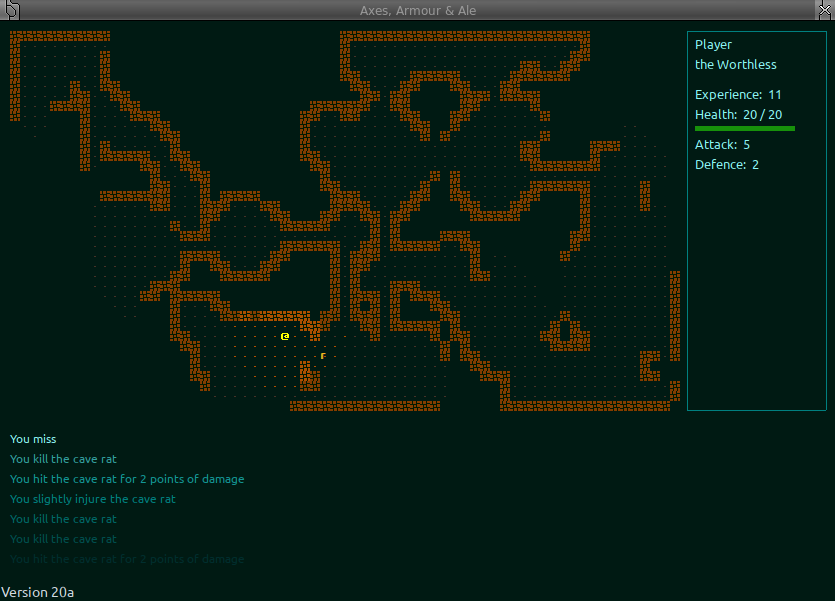 Axes, Armour & Ale
Player
the Worthless
Experience: 11
Health: 20 / 20
Attack: 5
Defence: 2
@
r
You miss
You kill the cave rat
You hit the cave rat for 2 points of damage
You slightly injure the cave rat
You kill the cave rat
You kill the cave rat
You hit the cave rat for 2 points of damage
Version 20a